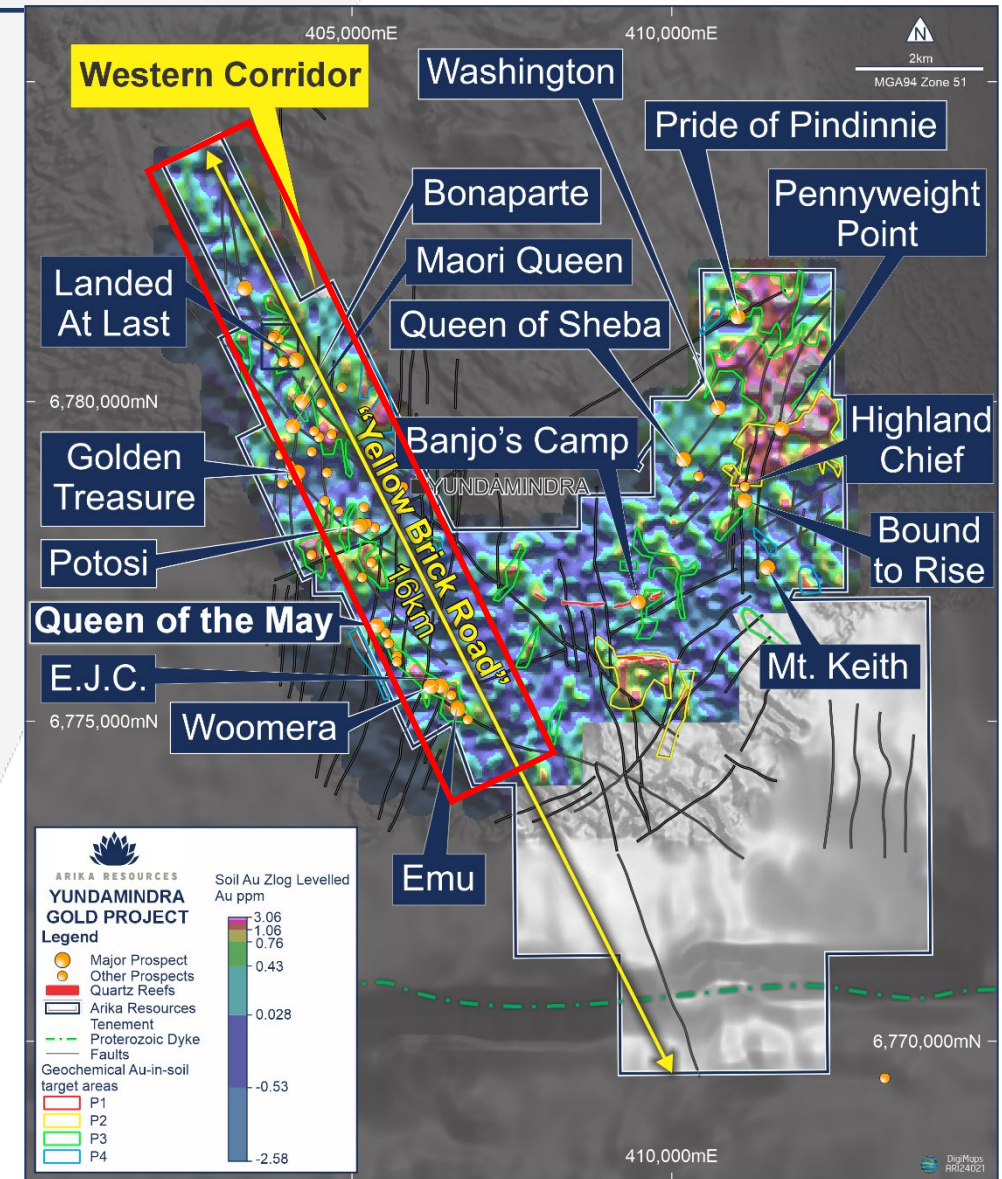 405,000mE
410,000mE
N
2km
MGA94 Zone 51
Western Corridor
Washington
Pride of Pindinnie
Bonaparte
Pennyweight
Point
Maori Queen
Landed
At Last
Queen of Sheba
6,780,000mN
"Yellow Brick Road"
16km
Banjo's Camp
Highland
Chief
Golden
Treasure
YUNDAMINDRA
Bound
to Rise
Potosi
Queen of the May
Mt. Keith
E.J.C.
6,775,000mN
Woomera
Emu
ARIKA RESOURCES
YUNDAMINDRA
GOLD PROJECT
Legend
Major Prospect
Other Prospects
Quartz Reefs
Arika Resources
Tenement
Proterozoic Dyke
Faults
Geochemical Au-in-soil
target areas
P1
P2
P3
P4
Soil Au Zlog Levelled
Au ppm
3.06
1.06
0.76
0.43
0.028
-0.53
-2.58
6,770,000mN
410,000mE
DigiMaps
ARI24021